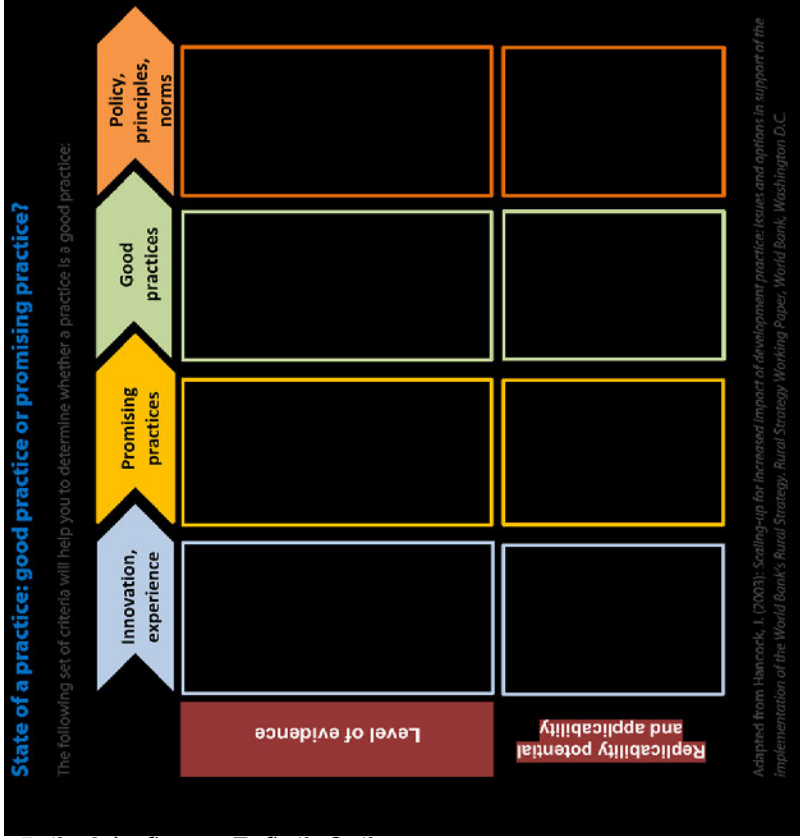 State of a practice: good practice or promising practice?
The following set of criteria will help you to determine whether a practice is a good practice:
Innovation,
experience
Promising
practices
Good
practices
Policy,
principles,
norms
Level of evidence
Replicability potential
and applicability
Adapted from Hancock, J. (2003): Scaling-up for increased impact of development practice: Issues and options in support of the
implementation of the World Bank's Rural Strategy. Rural Strategy Working Paper, World Bank, Washington D.C.